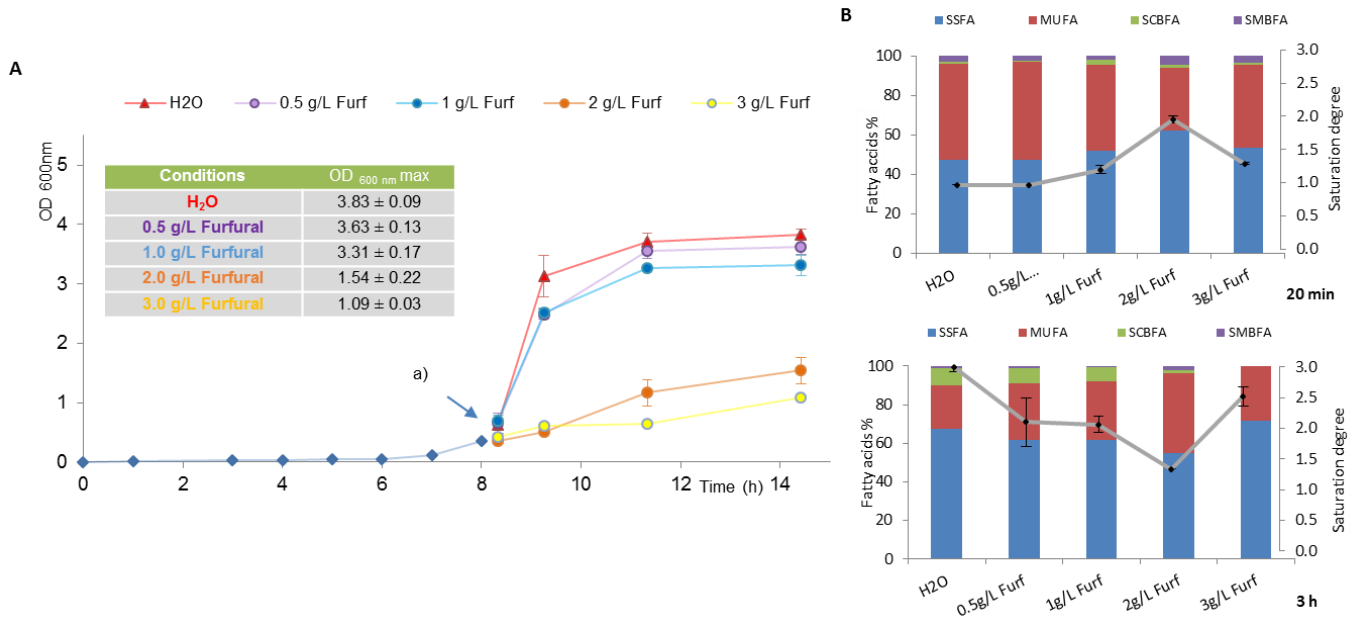 A
H2O 0.5 g/L Furf 1 g/L Furf 2 g/L Furf 3 g/L Furf
OD 600nm
5
4
3
2
1
0
Conditions OD 600 nm max
H2O 3.83 ± 0.09
0.5 g/L Furfural 3.63 ± 0.13
1.0 g/L Furfural 3.31 ± 0.17
2.0 g/L Furfural 1.54 ± 0.22
3.0 g/L Furfural 1.09 ± 0.03
a)
0 2 4 6 8 10 12 14
Time (h)
B
SSFA MUFA SCBFA SMBFA
Fatty accids %
100
80
60
40
20
0
3.0
2.5
2.0
1.5
1.0
0.5
0.0
Saturation degree
H2O 0.5g/L... 1g/L Furf 2g/L Furf 3g/L Furf
20 min
SSFA MUFA SCBFA SMBFA
Fatty acids %
100
80
60
40
20
0
3.0
2.5
2.0
1.5
1.0
0.5
0.0
Saturation degree
H2O 0.5g/L Furf 1g/L Furf 2g/L Furf 3g/L Furf
3 h